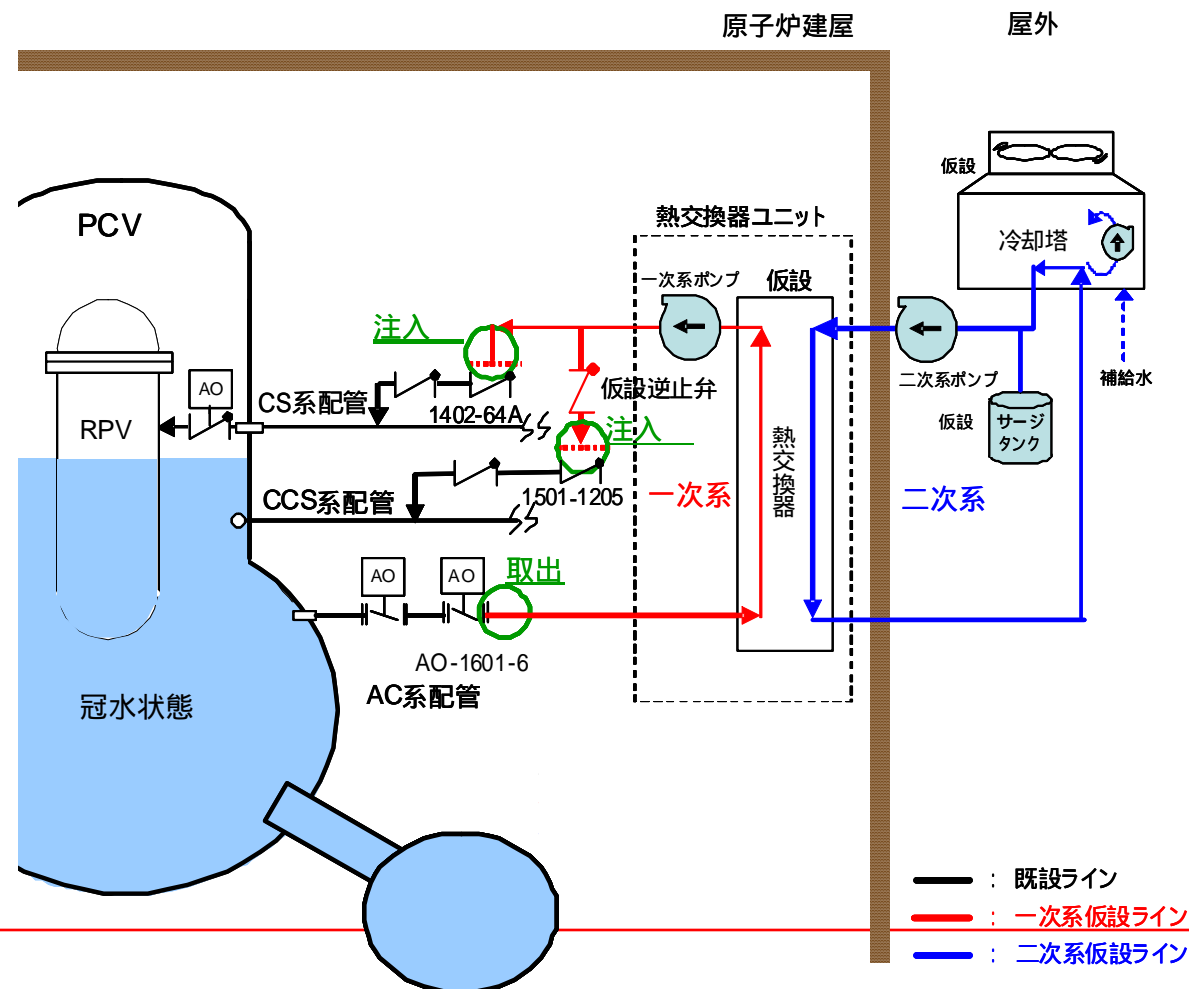 原子炉建屋
屋外
仮設
冷却塔
PCV
熱交換器ユニット
一次系ポンプ
仮設
注入
二次系ポンプ
補給水
AO
CS系配管
1402-64A
仮設逆止弁
仮設
サージ
タンク
RPV
注入
熱交換器
CCS系配管
1501-1205
一次系
二次系
AO
AO
取出
AO-1601-6
AC系配管
冠水状態
: 既設ライン
: 一次系仮設ライン
: 二次系仮設ライン